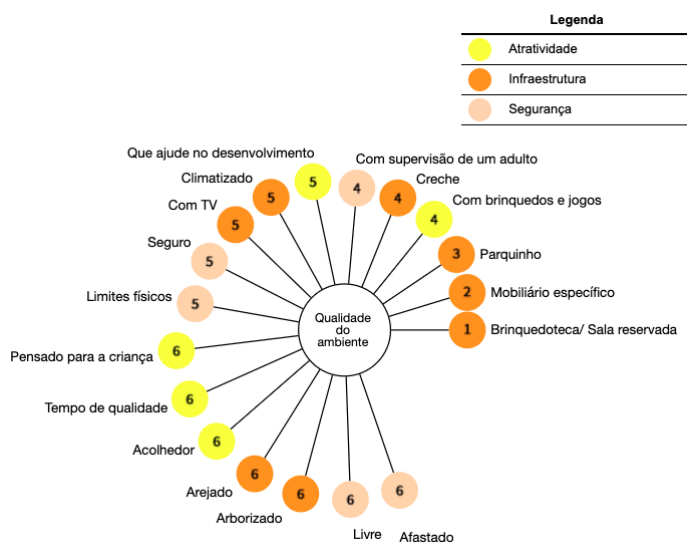 Legenda
Atratividade
Infraestrutura
Segurança
Que ajude no desenvolvimento
5
Com supervisão de um adulto
4
Climatizado
5
Creche
4
Com TV
5
Com brinquedos e jogos
4
Seguro
5
Parquinho
3
Limites físicos
5
Mobiliário específico
2
Qualidade
do
ambiente
Brinquedoteca/ Sala reservada
1
Pensado para a criança
6
Tempo de qualidade
6
Acolhedor
6
Arejado
6
Arborizado
6
Livre
6
Afastado
6